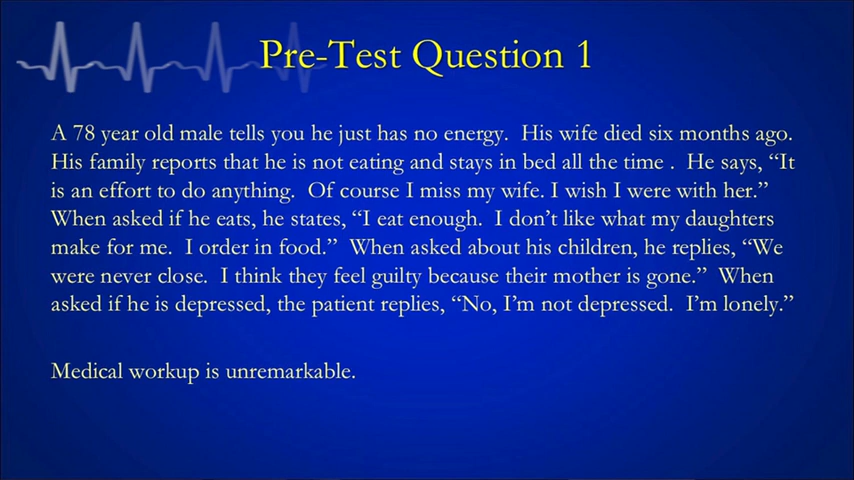 Pre-Test Question 1
A 78 year old male tells you he just has no energy.  His wife died six months ago.
His family reports that he is not eating and stays in bed all the time .  He says, “It
is an effort to do anything.  Of course I miss my wife. I wish I were with her.”
When asked if he eats, he states, “I eat enough.  I don’t like what my daughters
make for me.  I order in food.”  When asked about his children, he replies, “We
were never close.  I think they feel guilty because their mother is gone.”  When
asked if he is depressed, the patient replies, “No, I’m not depressed.  I’m lonely.”
Medical workup is unremarkable.